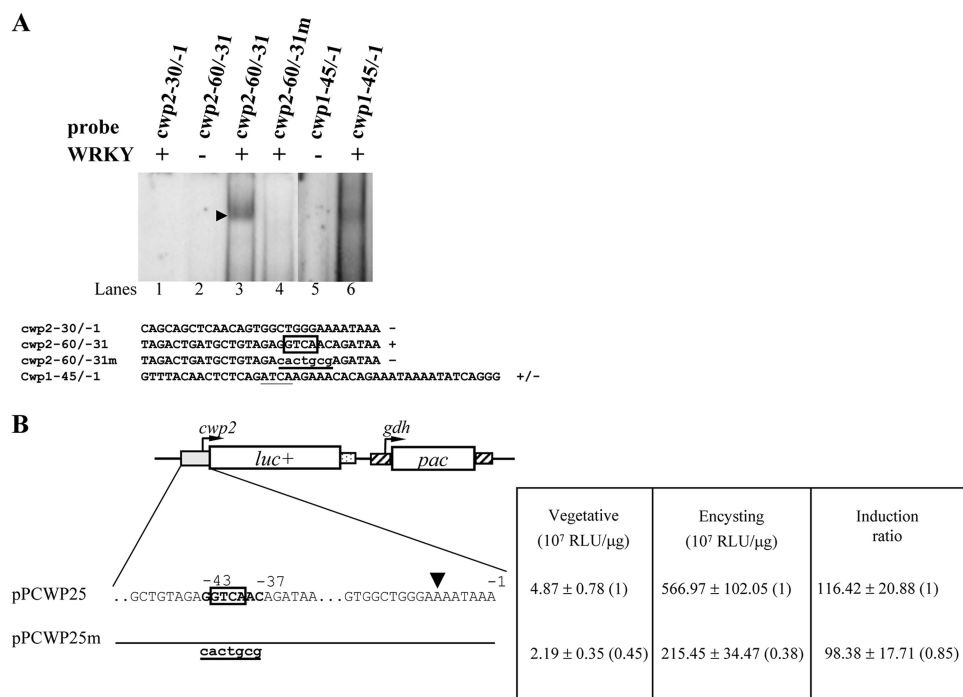 A
cwp2-30/-1
cwp2-60/-31
cwp2-60/-31
cwp2-60/-31m
cwp1-45/-1
cwp1-45/-1
probe
WRKY + - + + - +
Lanes 1 2 3 4 5 6
cwp2-30/-1 CAGCAGCTCAACAGTGGCTGGGAAAATAAA -
cwp2-60/-31 TAGACTGATGCTGTAGAGGTCAACAGATAA +
cwp2-60/-31m TAGACTGATGCTGTAGAcactgcgAGATAA -
Cwp1-45/-1 GTTTACAACTCTCAGATCAAGAAACACAGAAATAAAATATCAGGG +/-
B
cwp2 gdh
luc+ pac
Vegetative Encysting Induction
(10⁷ RLU/µg) (10⁷ RLU/µg) ratio
-43 -37 -1
pPCWP25 ..GCTGTAGAGGTCAACAGATAA...GTGGCTGGGAAAATAAA 4.87 ± 0.78 (1) 566.97 ± 102.05 (1) 116.42 ± 20.88 (1)
pPCWP25m
cactgcg 2.19 ± 0.35 (0.45) 215.45 ± 34.47 (0.38) 98.38 ± 17.71 (0.85)